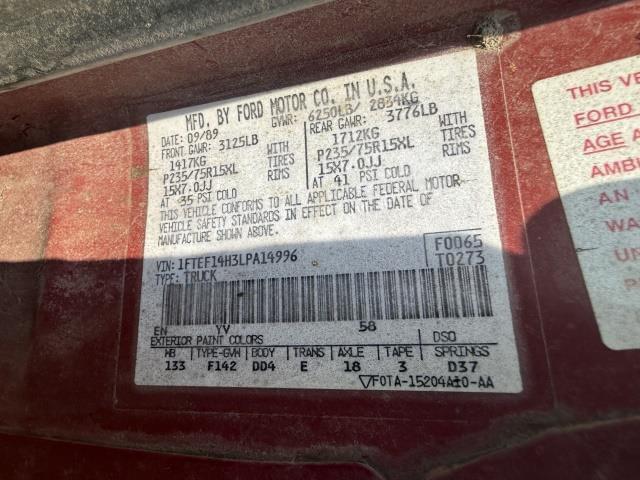 MFD. BY FORD MOTOR CO. IN U.S.A.
DATE: 09/89 GVWR: 6250LB/ 2834KG
FRONT GAWR: 3125LB REAR GAWR: 3776LB
1417KG WITH 1712KG WITH
P235/75R15XL TIRES P235/75R15XL TIRES
15X7.0JJ RIMS 15X7.0JJ RIMS
AT 35 PSI COLD AT 41 PSI COLD
THIS VEHICLE CONFORMS TO ALL APPLICABLE FEDERAL MOTOR
VEHICLE SAFETY STANDARDS IN EFFECT ON THE DATE OF
MANUFACTURE SHOWN ABOVE.
VIN: 1FTEF14H3LPA14996 F0065
TYPE: TRUCK T0273
EN YV 58
EXTERIOR PAINT COLORS DSO
WB TYPE-GVW BODY TRANS AXLE TAPE SPRINGS
133 F142 DD4 E 18 3 D37
▽F0TA-15204A10-AA
THIS VE
FORD
AGE A
AMB
AN
WA
DU
P